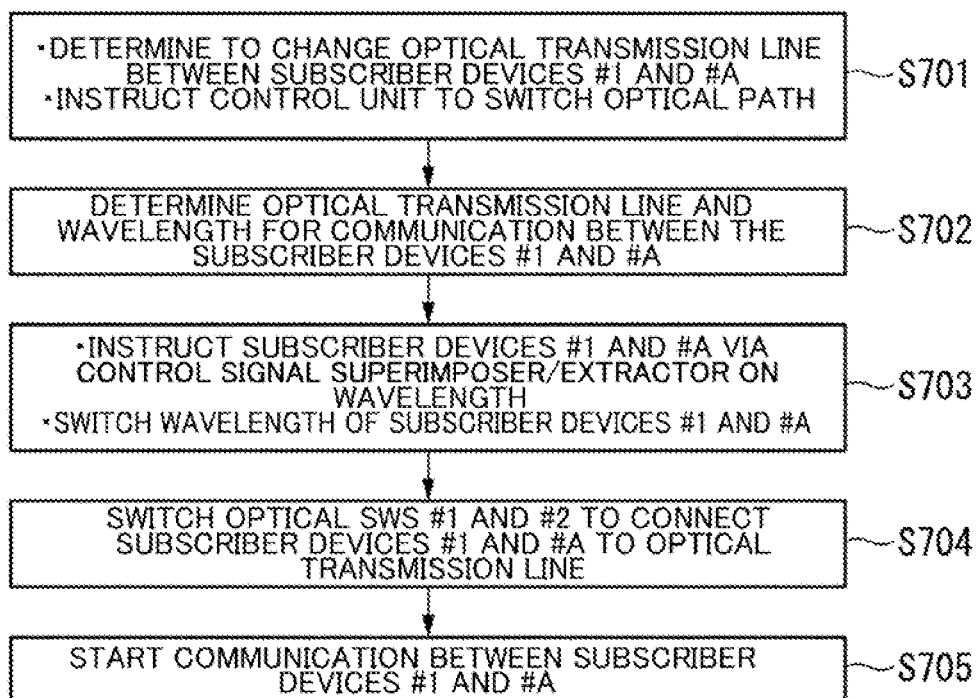 *DETERMINE TO CHANGE OPTICAL TRANSMISSION LINE
BETWEEN SUBSCRIBER DEVICES #1 AND #A
*INSTRUCT CONTROL UNIT TO SWITCH OPTICAL PATH
S701
DETERMINE OPTICAL TRANSMISSION LINE AND
WAVELENGTH FOR COMMUNICATION BETWEEN THE
SUBSCRIBER DEVICES #1 AND #A
S702
*INSTRUCT SUBSCRIBER DEVICES #1 AND #A VIA
CONTROL SIGNAL SUPERIMPOSER/EXTRACTOR ON
WAVELENGTH
*SWITCH WAVELENGTH OF SUBSCRIBER DEVICES #1 AND #A
S703
SWITCH OPTICAL SWS #1 AND #2 TO CONNECT
SUBSCRIBER DEVICES #1 AND #A TO OPTICAL
TRANSMISSION LINE
S704
START COMMUNICATION BETWEEN SUBSCRIBER
DEVICES #1 AND #A
S705